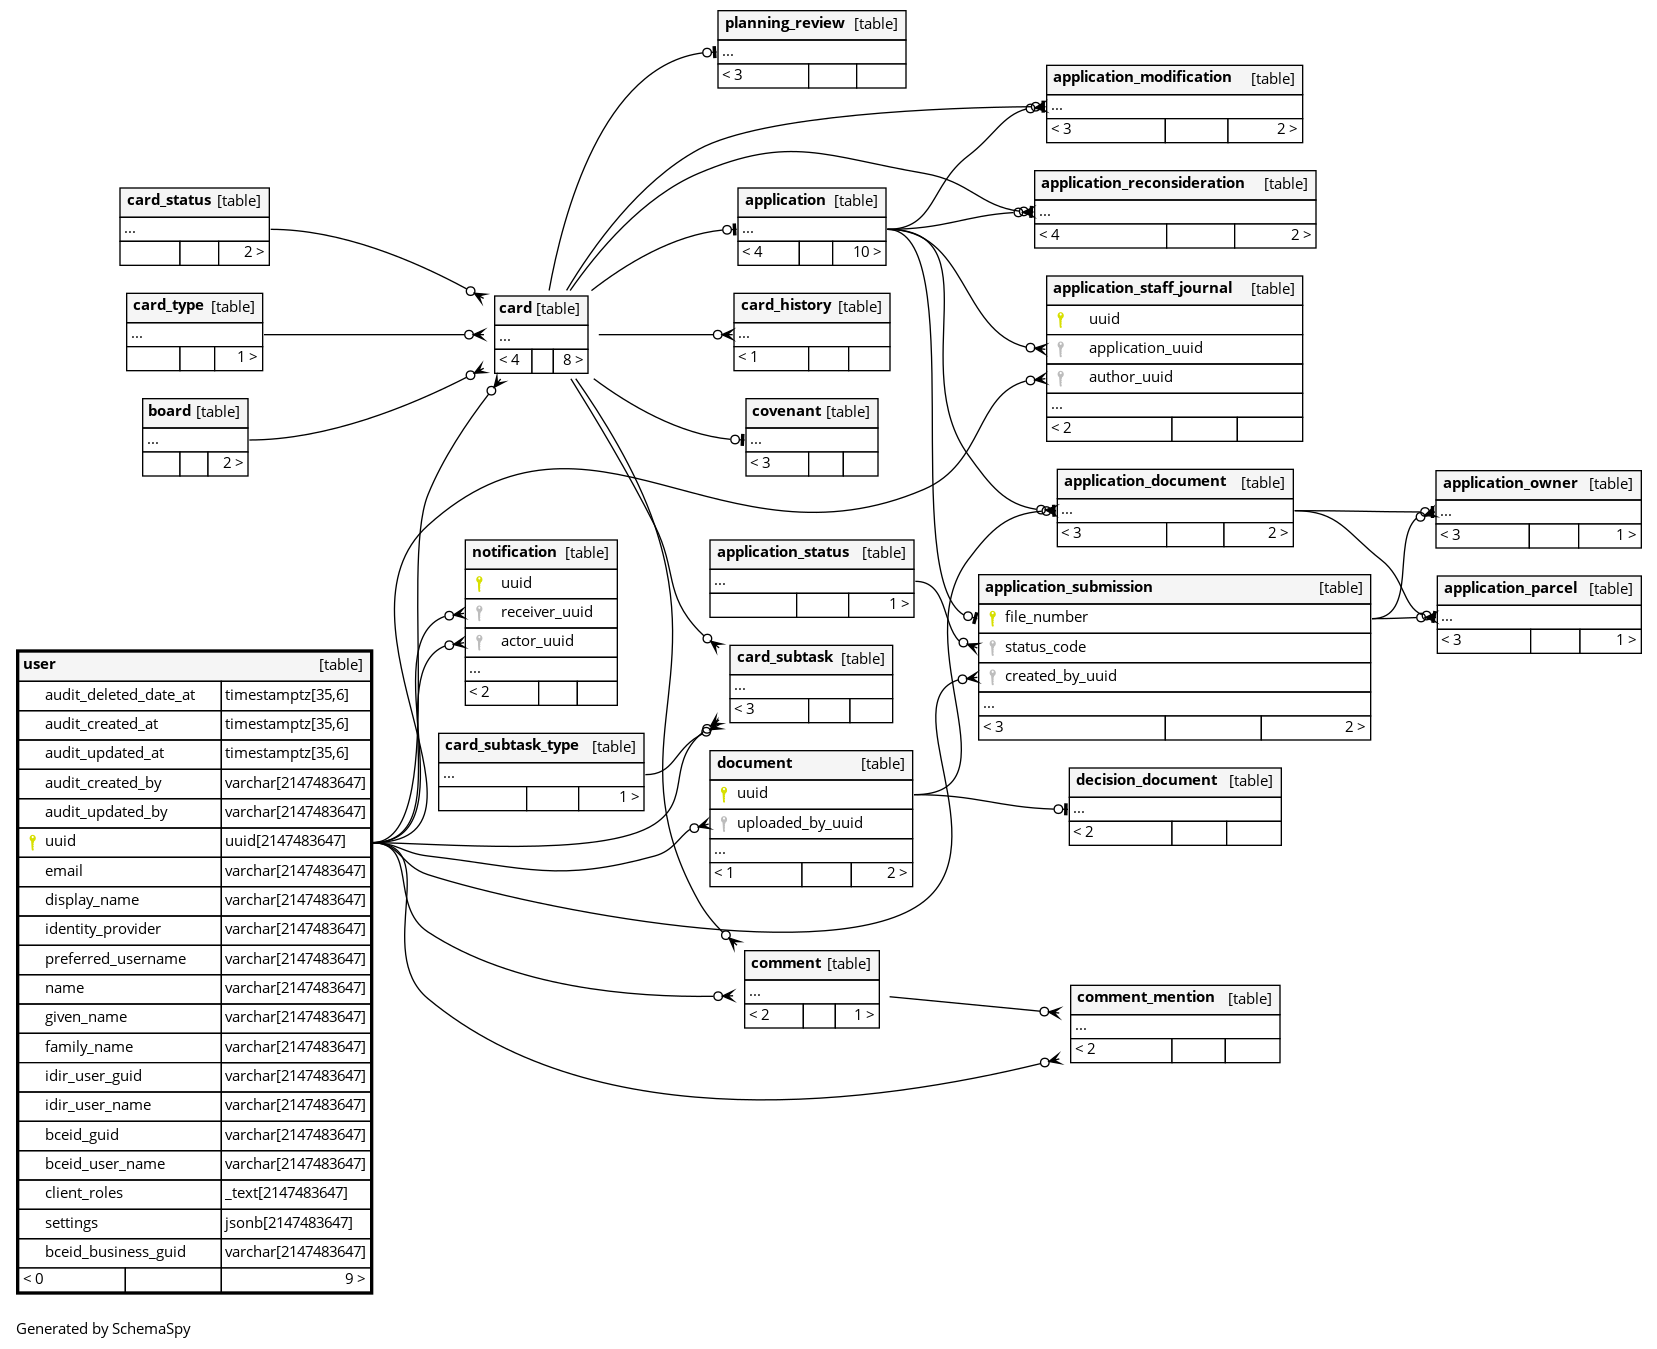 planning_review [table]
...
< 3
application_modification [table]
...
< 3 2 >
application_reconsideration [table]
...
< 4 2 >
card_status [table]
...
2 >
application [table]
...
< 4 10 >
application_staff_journal [table]
uuid
application_uuid
author_uuid
...
< 2
card_type [table]
...
1 >
card [table]
...
< 4 8 >
card_history [table]
...
< 1
board [table]
...
2 >
covenant [table]
...
< 3
application_document [table]
...
< 3 2 >
application_owner [table]
...
< 3 1 >
notification [table]
uuid
receiver_uuid
actor_uuid
...
< 2
application_status [table]
...
1 >
application_submission [table]
file_number
status_code
created_by_uuid
...
< 3 2 >
application_parcel [table]
...
< 3 1 >
card_subtask [table]
...
< 3
card_subtask_type [table]
...
1 >
document [table]
uuid
uploaded_by_uuid
...
< 1 2 >
decision_document [table]
...
< 2
comment [table]
...
< 2 1 >
comment_mention [table]
...
< 2
user [table]
audit_deleted_date_at timestamptz[35,6]
audit_created_at timestamptz[35,6]
audit_updated_at timestamptz[35,6]
audit_created_by varchar[2147483647]
audit_updated_by varchar[2147483647]
uuid uuid[2147483647]
email varchar[2147483647]
display_name varchar[2147483647]
identity_provider varchar[2147483647]
preferred_username varchar[2147483647]
name varchar[2147483647]
given_name varchar[2147483647]
family_name varchar[2147483647]
idir_user_guid varchar[2147483647]
idir_user_name varchar[2147483647]
bceid_guid varchar[2147483647]
bceid_user_name varchar[2147483647]
client_roles _text[2147483647]
settings jsonb[2147483647]
bceid_business_guid varchar[2147483647]
< 0 9 >
Generated by SchemaSpy